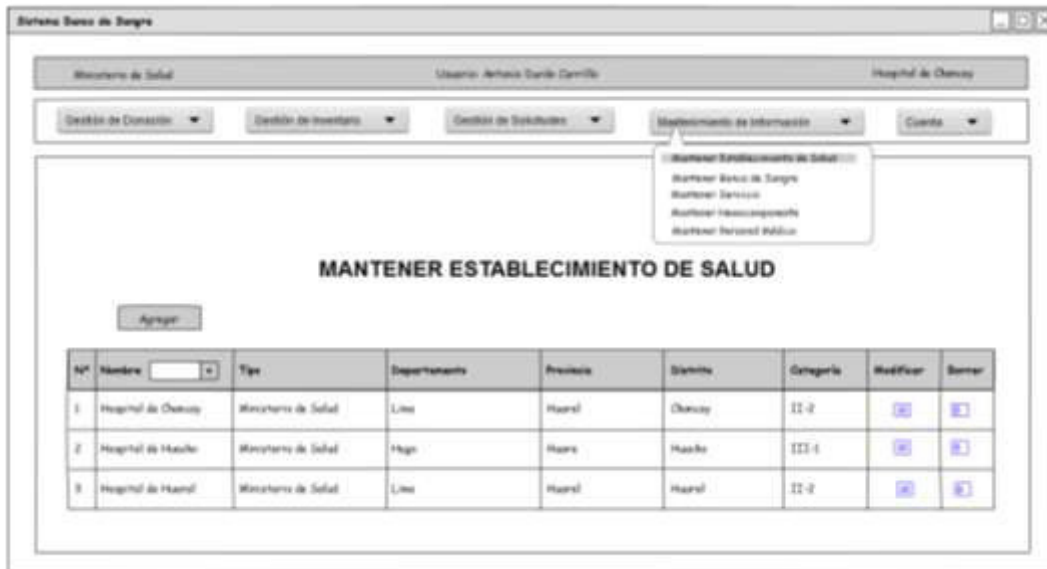 Sistema Banco de Sangre
Ministerio de Salud Usuario: Antonio Carrillo Hospital de Chancay
Gestión de Donación Gestión de Inventario Gestión de Solicitudes Mantenimiento de Información Cuenta
Mantener Establecimiento de Salud
Mantener Banco de Sangre
Mantener Servicio
Mantener Hemocomponente
Mantener Personal Médico
MANTENER ESTABLECIMIENTO DE SALUD
Agregar
N° Nombre Tipo Departamento Provincia Distrito Categoría Modificar Borrar
1 Hospital de Chancay Ministerio de Salud Lima Huaral Chancay II-2
2 Hospital de Huacho Ministerio de Salud Huaura Huacho III-1
3 Hospital de Huaral Ministerio de Salud Lima Huaral Huaral II-2